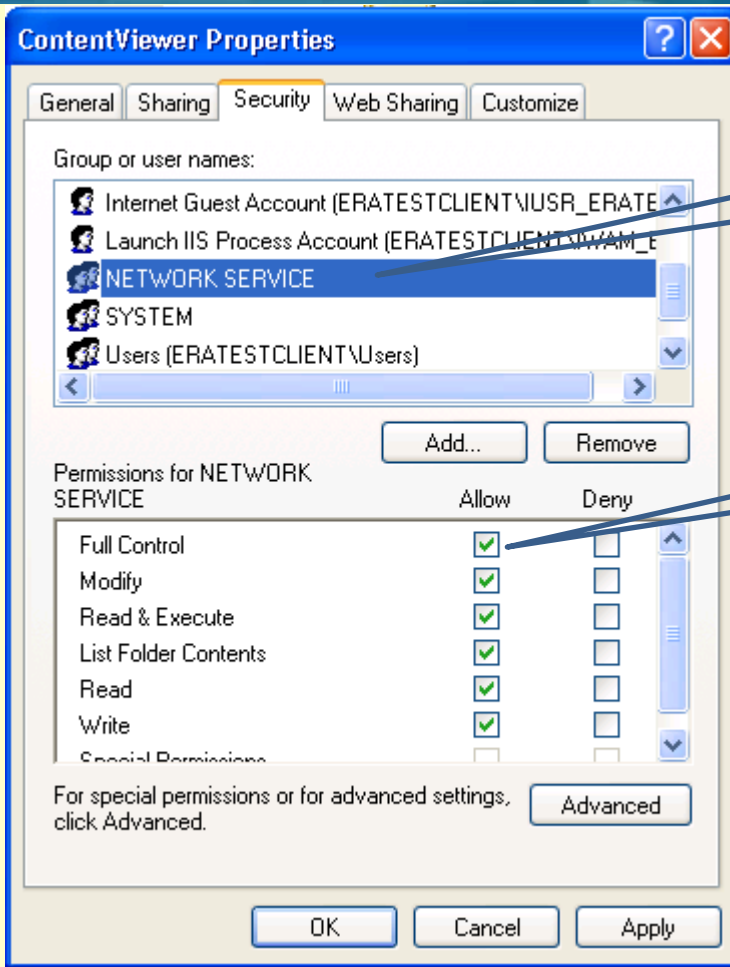 ContentViewer Properties
General Sharing Security Web Sharing Customize
Group or user names:
Internet Guest Account (ERATESTCLIENT\IUSR_ERATE
Launch IIS Process Account (ERATESTCLIENT\IWAM_E
NETWORK SERVICE
SYSTEM
Users (ERATESTCLIENT\Users)
Add... Remove
Permissions for NETWORK
SERVICE Allow Deny
Full Control
Modify
Read & Execute
List Folder Contents
Read
Write
Special Permissions
For special permissions or for advanced settings,
click Advanced.
Advanced
OK Cancel Apply